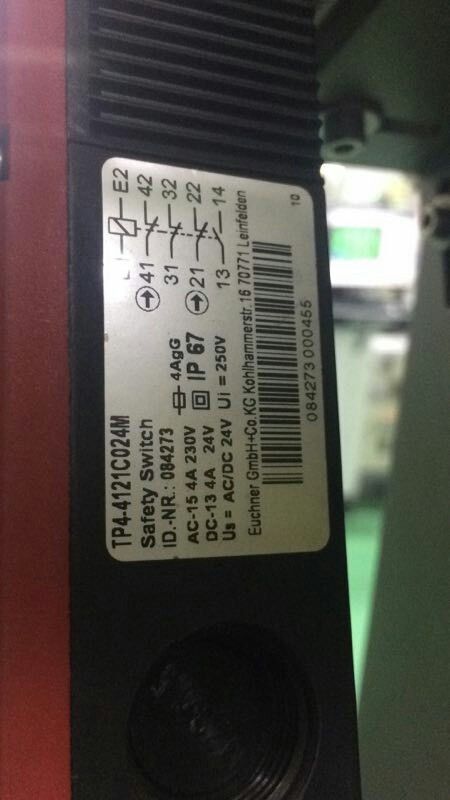 TP4-4121C024M
Safety Switch
ID.-NR.: 084273
AC-15 4A 230V
DC-13 4A 24V
Us = AC/DC 24V
4AgG
IP 67
Ui = 250V
E2
41 42
31 32
21 22
13 14
Euchner GmbH+Co.KG Kohlhammerstr.16 70771 Leinfelden
084273 000455
10